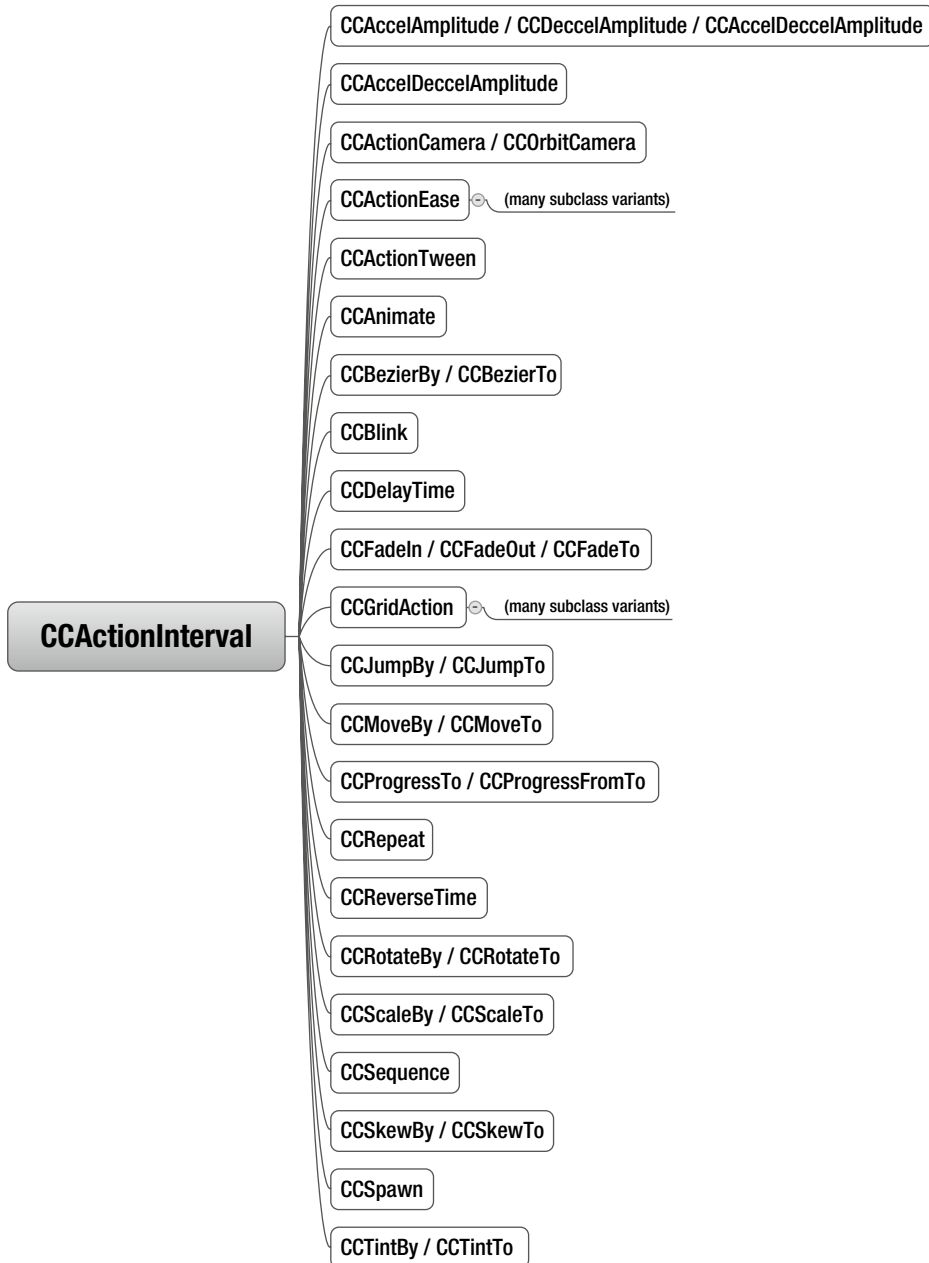 CCAccelAmplitude / CCDeccelAmplitude / CCAccelDeccelAmplitude
CCAccelDeccelAmplitude
CCActionCamera / CCOrbitCamera
CCActionEase (many subclass variants)
CCActionTween
CCAnimate
CCBezierBy / CCBezierTo
CCBlink
CCDelayTime
CCFadeIn / CCFadeOut / CCFadeTo
CCGridAction (many subclass variants)
CCActionInterval
CCJumpBy / CCJumpTo
CCMoveBy / CCMoveTo
CCProgressTo / CCProgressFromTo
CCRepeat
CCReverseTime
CCRotateBy / CCRotateTo
CCScaleBy / CCScaleTo
CCSequence
CCSkewBy / CCSkewTo
CCSpawn
CCTintBy / CCTintTo